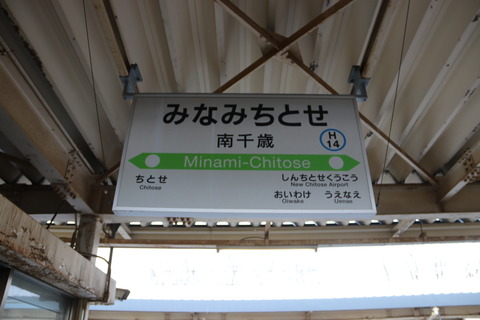 みなみちとせ
南千歳
H
14
Minami-Chitose
ちとせ
Chitose
しんちとせくうこう
New Chitose Airport
おいわけ うえなえ
Oiwake Uenae